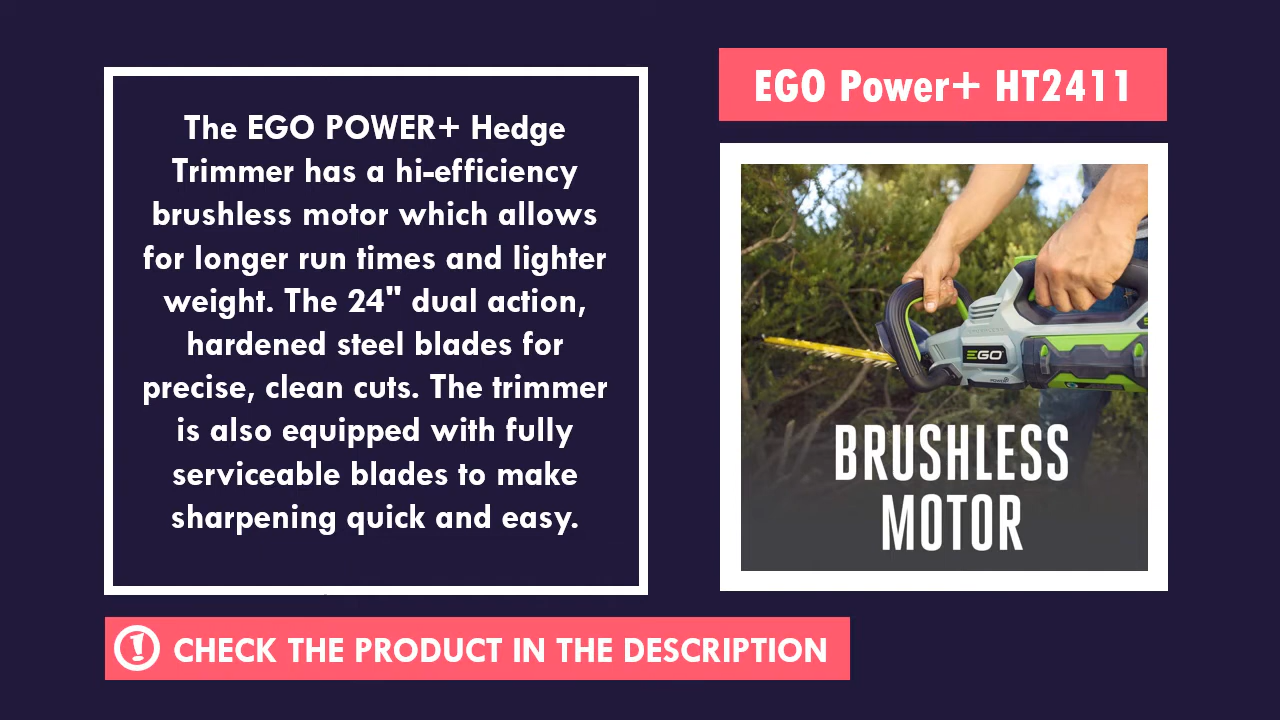 EGO Power+ HT2411
The EGO POWER+ Hedge
Trimmer has a hi-efficiency
brushless motor which allows
for longer run times and lighter
weight. The 24" dual action,
hardened steel blades for
precise, clean cuts. The trimmer
is also equipped with fully
serviceable blades to make
sharpening quick and easy.
EGO
BRUSHLESS
MOTOR
CHECK THE PRODUCT IN THE DESCRIPTION